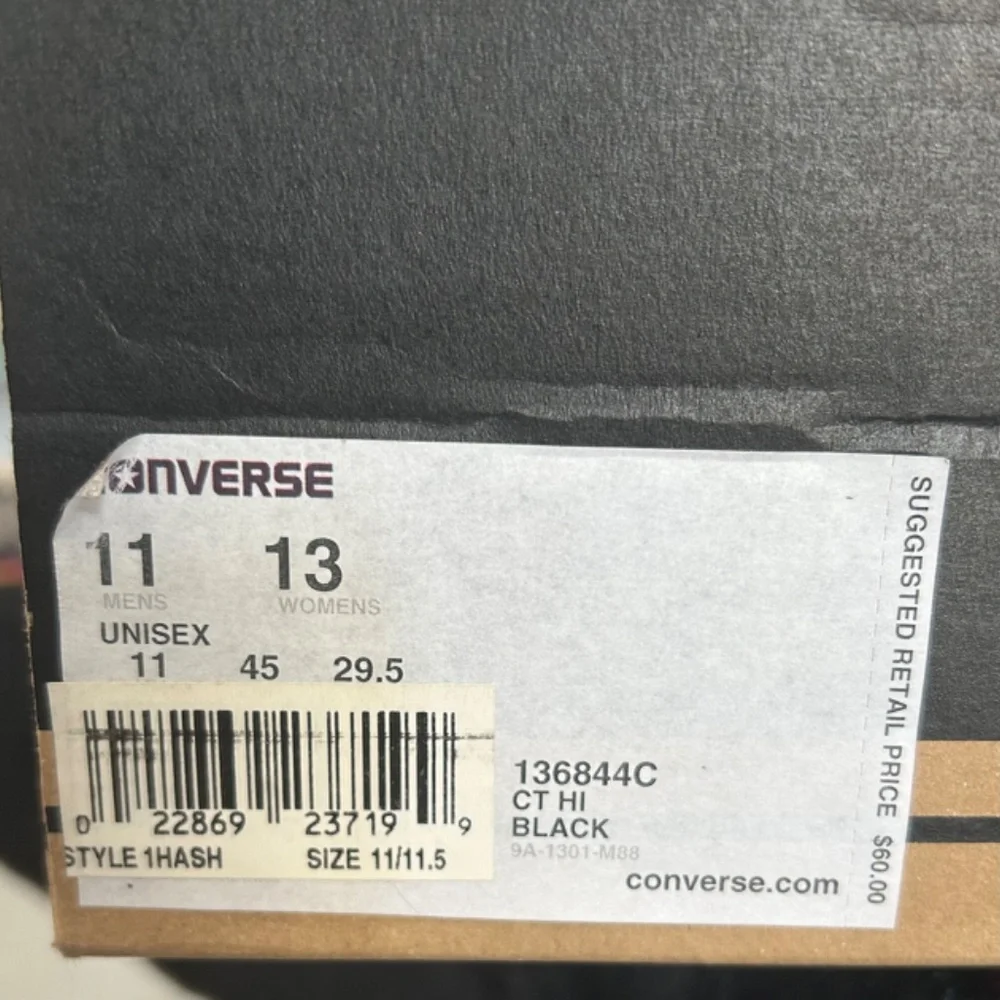 CONVERSE
11 13
MENS WOMENS
UNISEX
11 45 29.5
0 22869 23719 9
STYLE 1HASH SIZE 11/11.5
136844C
CT HI
BLACK
9A-1301-M88
converse.com
SUGGESTED RETAIL PRICE $60.00